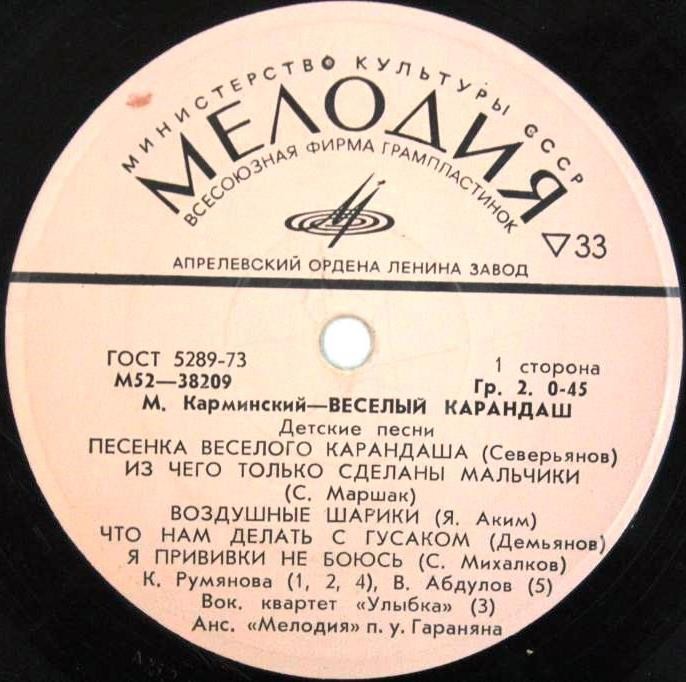 МИНИСТЕРСТВО КУЛЬТУРЫ СССР
МЕЛОДИЯ
ВСЕСОЮЗНАЯ ФИРМА ГРАМПЛАСТИНОК
▽33
АПРЕЛЕВСКИЙ ОРДЕНА ЛЕНИНА ЗАВОД
ГОСТ 5289-73
1 сторона
М52—38209
Гр. 2. 0-45
М. Карминский—ВЕСЕЛЫЙ КАРАНДАШ
Детские песни
ПЕСЕНКА ВЕСЕЛОГО КАРАНДАША (Северьянов)
ИЗ ЧЕГО ТОЛЬКО СДЕЛАНЫ МАЛЬЧИКИ
(С. Маршак)
ВОЗДУШНЫЕ ШАРИКИ (Я. Аким)
ЧТО НАМ ДЕЛАТЬ С ГУСАКОМ (Демьянов)
Я ПРИВИВКИ НЕ БОЮСЬ (С. Михалков)
К. Румянова (1, 2, 4), В. Абдулов (5)
Вок. квартет «Улыбка» (3)
Анс. «Мелодия» п. у. Гараняна